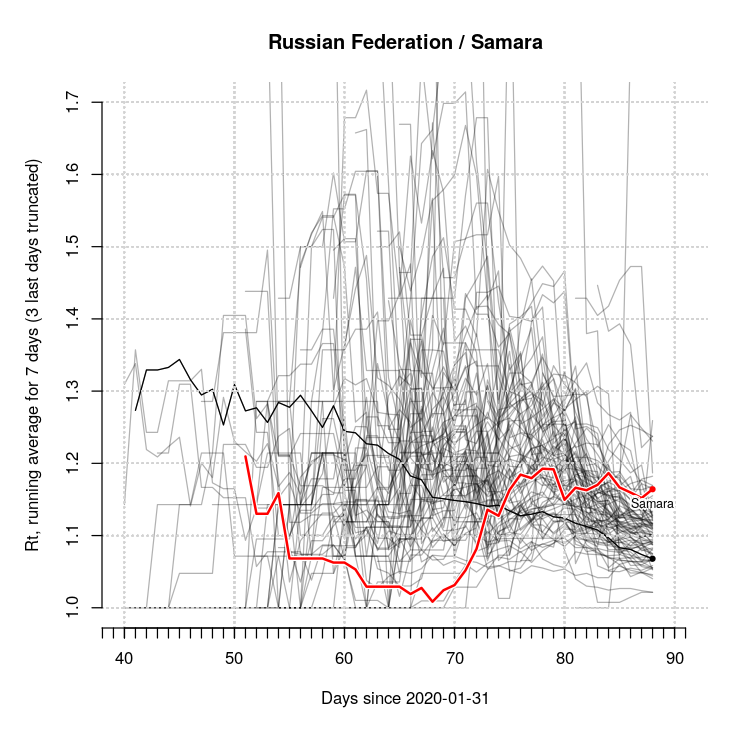 Russian Federation / Samara
Rt, running average for 7 days (3 last days truncated)
1.7
1.6
1.5
1.4
1.3
1.2
1.1
1.0
Samara
40 50 60 70 80 90
Days since 2020-01-31